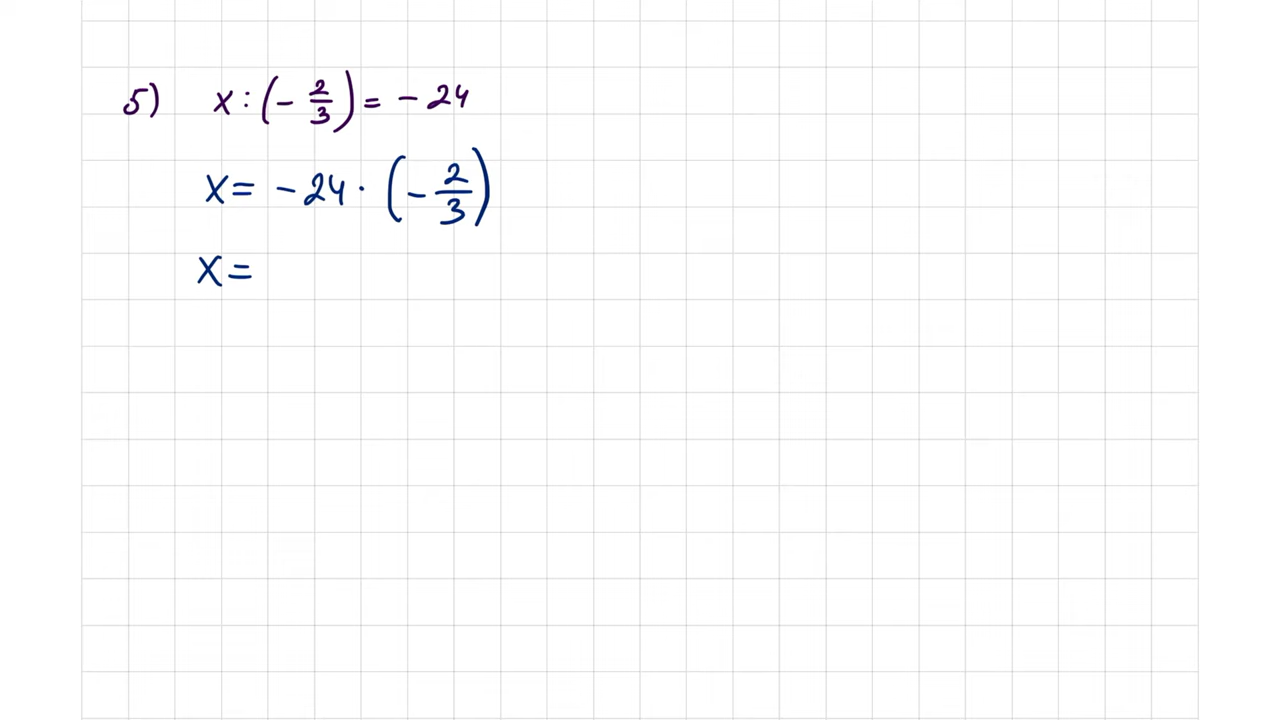 5) x : (- 2/3) = - 24
x = - 24 · (- 2/3)
x =